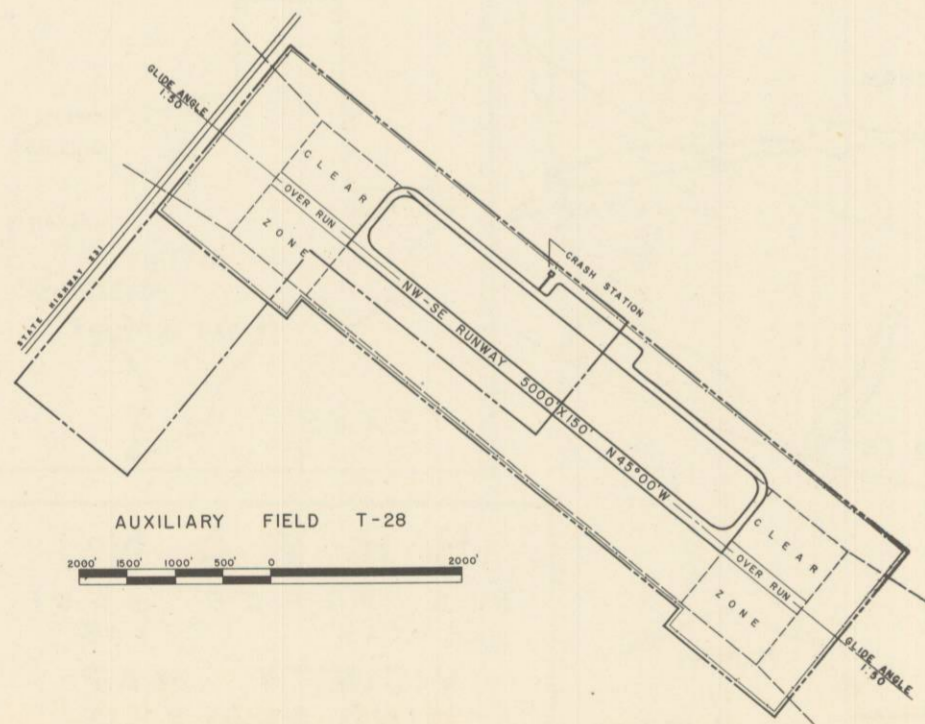 GLIDE ANGLE
1:50
STATE HIGHWAY
CLEAR
OVER RUN
ZONE
CRASH STATION
NW-SE RUNWAY 5000'X150' N45°00'W
CLEAR
OVER RUN
ZONE
GLIDE ANGLE
1:50
AUXILIARY FIELD T-28
2000' 1500' 1000' 500' 0 2000'